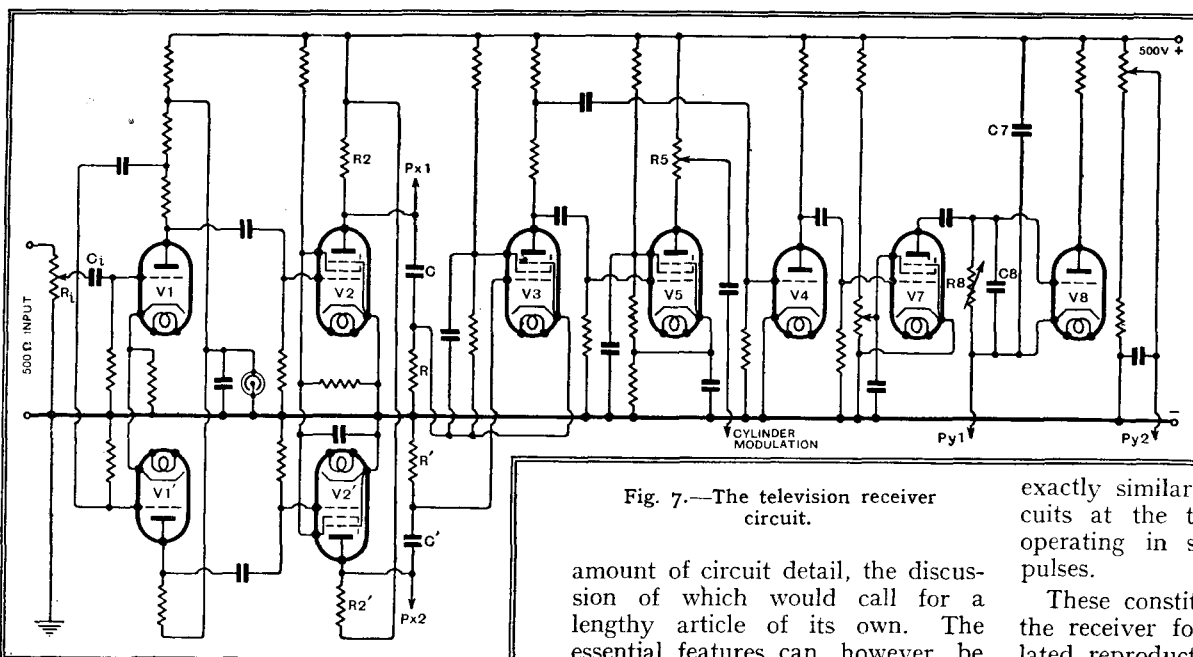 500V +
R2
Px1
C7
R5
C
Ci
Ri
V1
V2
V3
V5
V4
V7
R8
C8
V8
500 Ω INPUT
R
–
CYLINDER
MODULATION
Py1
Py2
R'
V1'
V2'
C'
R2'
Px2
Fig. 7.—The television receiver
circuit.
amount of circuit detail, the discus-
sion of which would call for a
lengthy article of its own. The
essential features can, however, be
exactly similar
cuits at the t
operating in s
pulses.
These constit
the receiver fo
lated reproduct